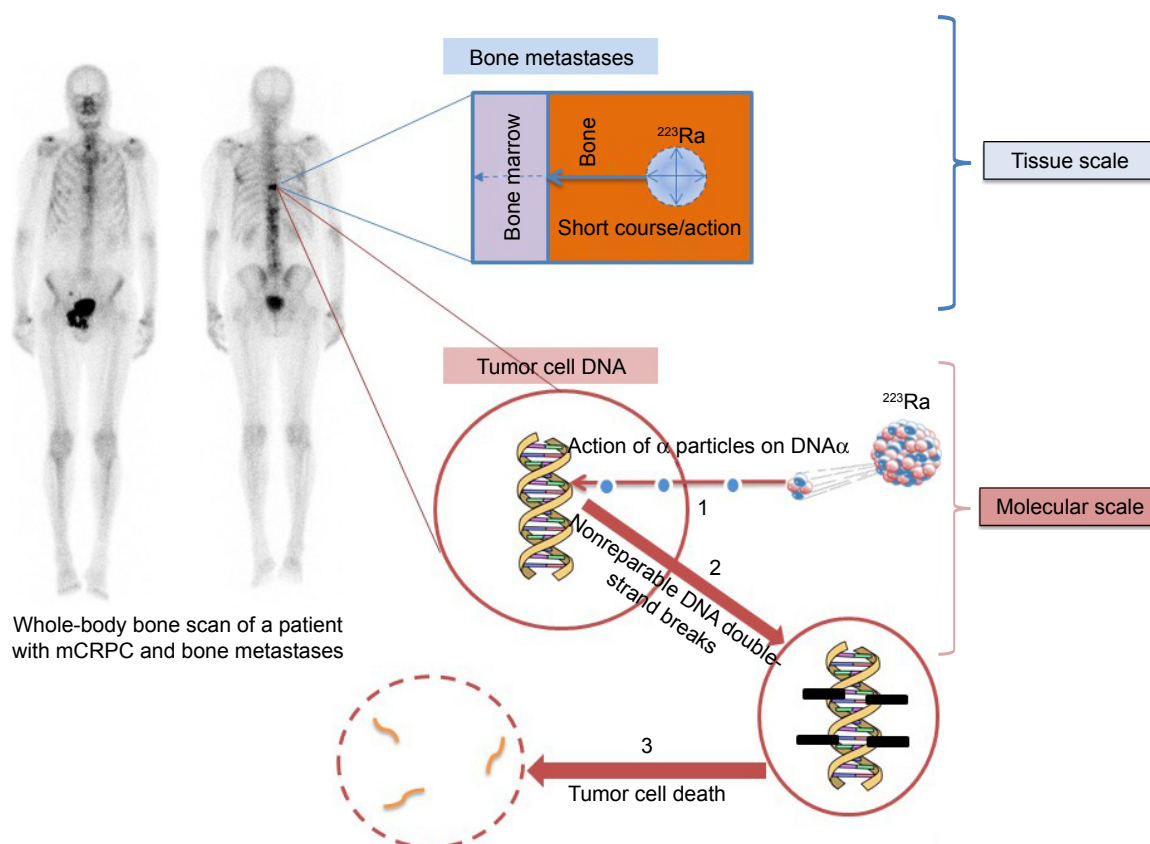 Bone metastases
Bone marrow
Bone
²²³Ra
Short course/action
Tissue scale
Tumor cell DNA
²²³Ra
Action of α particles on DNAα
1
Molecular scale
2
Nonreparable DNA double-
strand breaks
Whole-body bone scan of a patient
with mCRPC and bone metastases
3
Tumor cell death